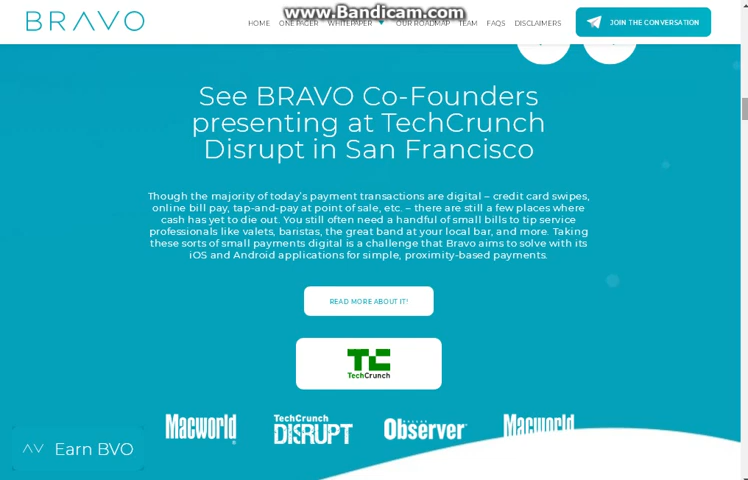 www.Bandicam.com
BRAVO
HOME ONE PAGER WHITEPAPER OUR ROADMAP TEAM FAQS DISCLAIMERS
JOIN THE CONVERSATION
See BRAVO Co-Founders
presenting at TechCrunch
Disrupt in San Francisco
Though the majority of today's payment transactions are digital – credit card swipes,
online bill pay, tap-and-pay at point of sale, etc. – there are still a few places where
cash has yet to die out. You still often need a handful of small bills to tip service
professionals like valets, baristas, the great band at your local bar, and more. Taking
these sorts of small payments digital is a challenge that Bravo aims to solve with its
iOS and Android applications for simple, proximity-based payments.
READ MORE ABOUT IT!
TC
TechCrunch
Macworld
TechCrunch
DISRUPT
Observer
Macworld
Earn BVO